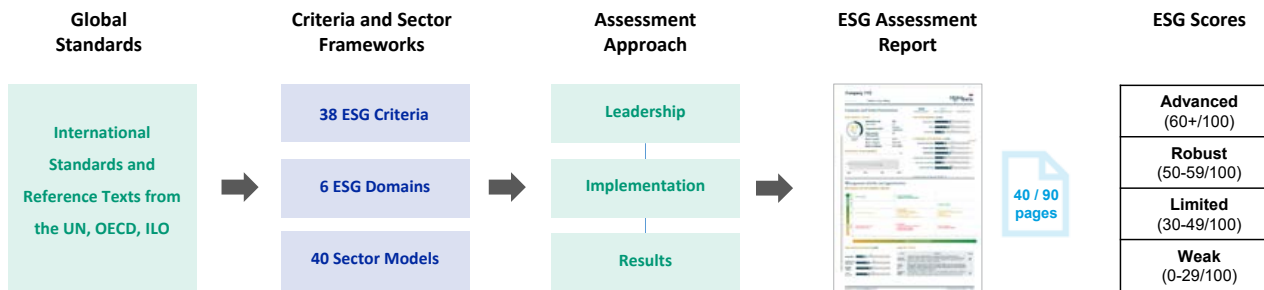 Global
Standards
International
Standards and
Reference Texts from
the UN, OECD, ILO
Criteria and Sector
Frameworks
38 ESG Criteria
6 ESG Domains
40 Sector Models
Assessment
Approach
Leadership
Implementation
Results
ESG Assessment
Report
40 / 90
pages
ESG Scores
Advanced
(60+/100)
Robust
(50-59/100)
Limited
(30-49/100)
Weak
(0-29/100)